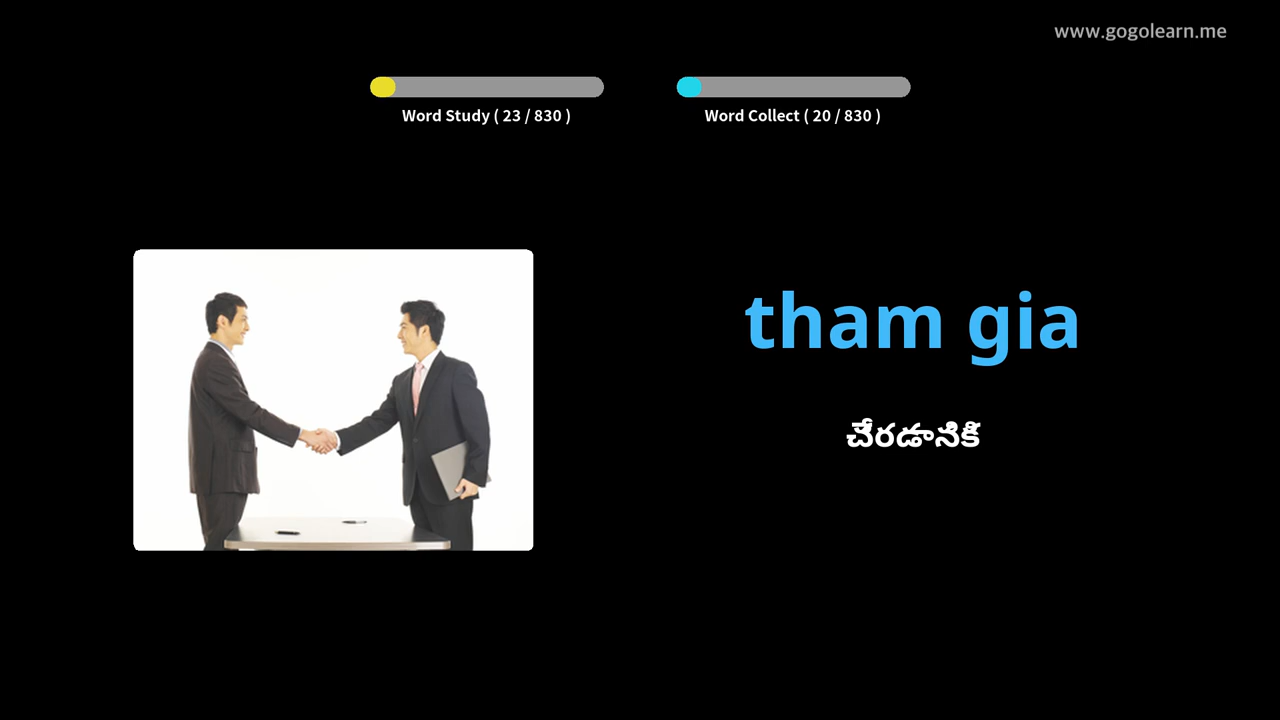 www.gogolearn.me
Word Study ( 23 / 830 )
Word Collect ( 20 / 830 )
tham gia
చేరడానికి